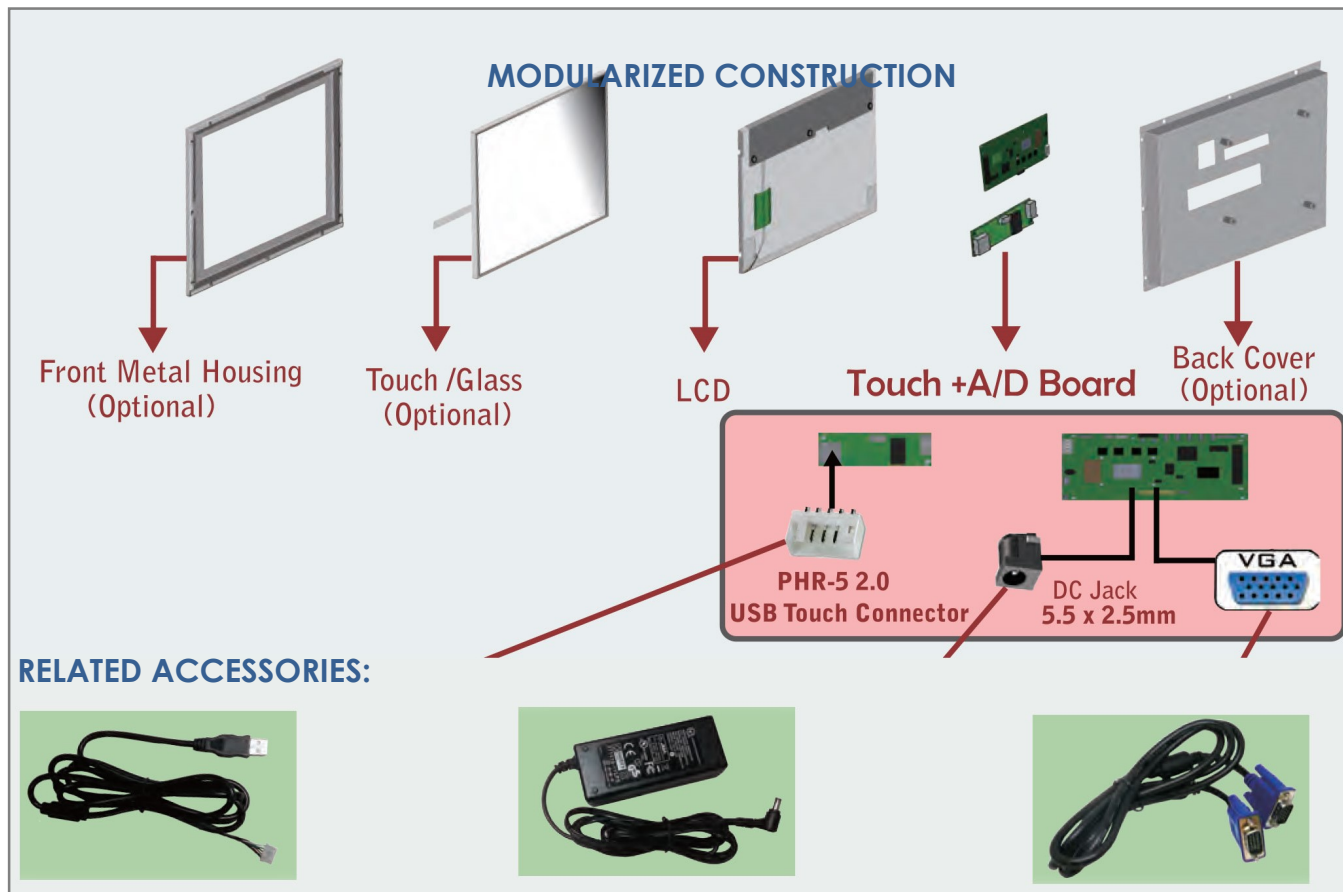 MODULARIZED CONSTRUCTION
Front Metal Housing
(Optional)
Touch /Glass
(Optional)
LCD
Touch +A/D Board
Back Cover
(Optional)
PHR-5 2.0
USB Touch Connector
DC Jack
5.5 x 2.5mm
VGA
RELATED ACCESSORIES: